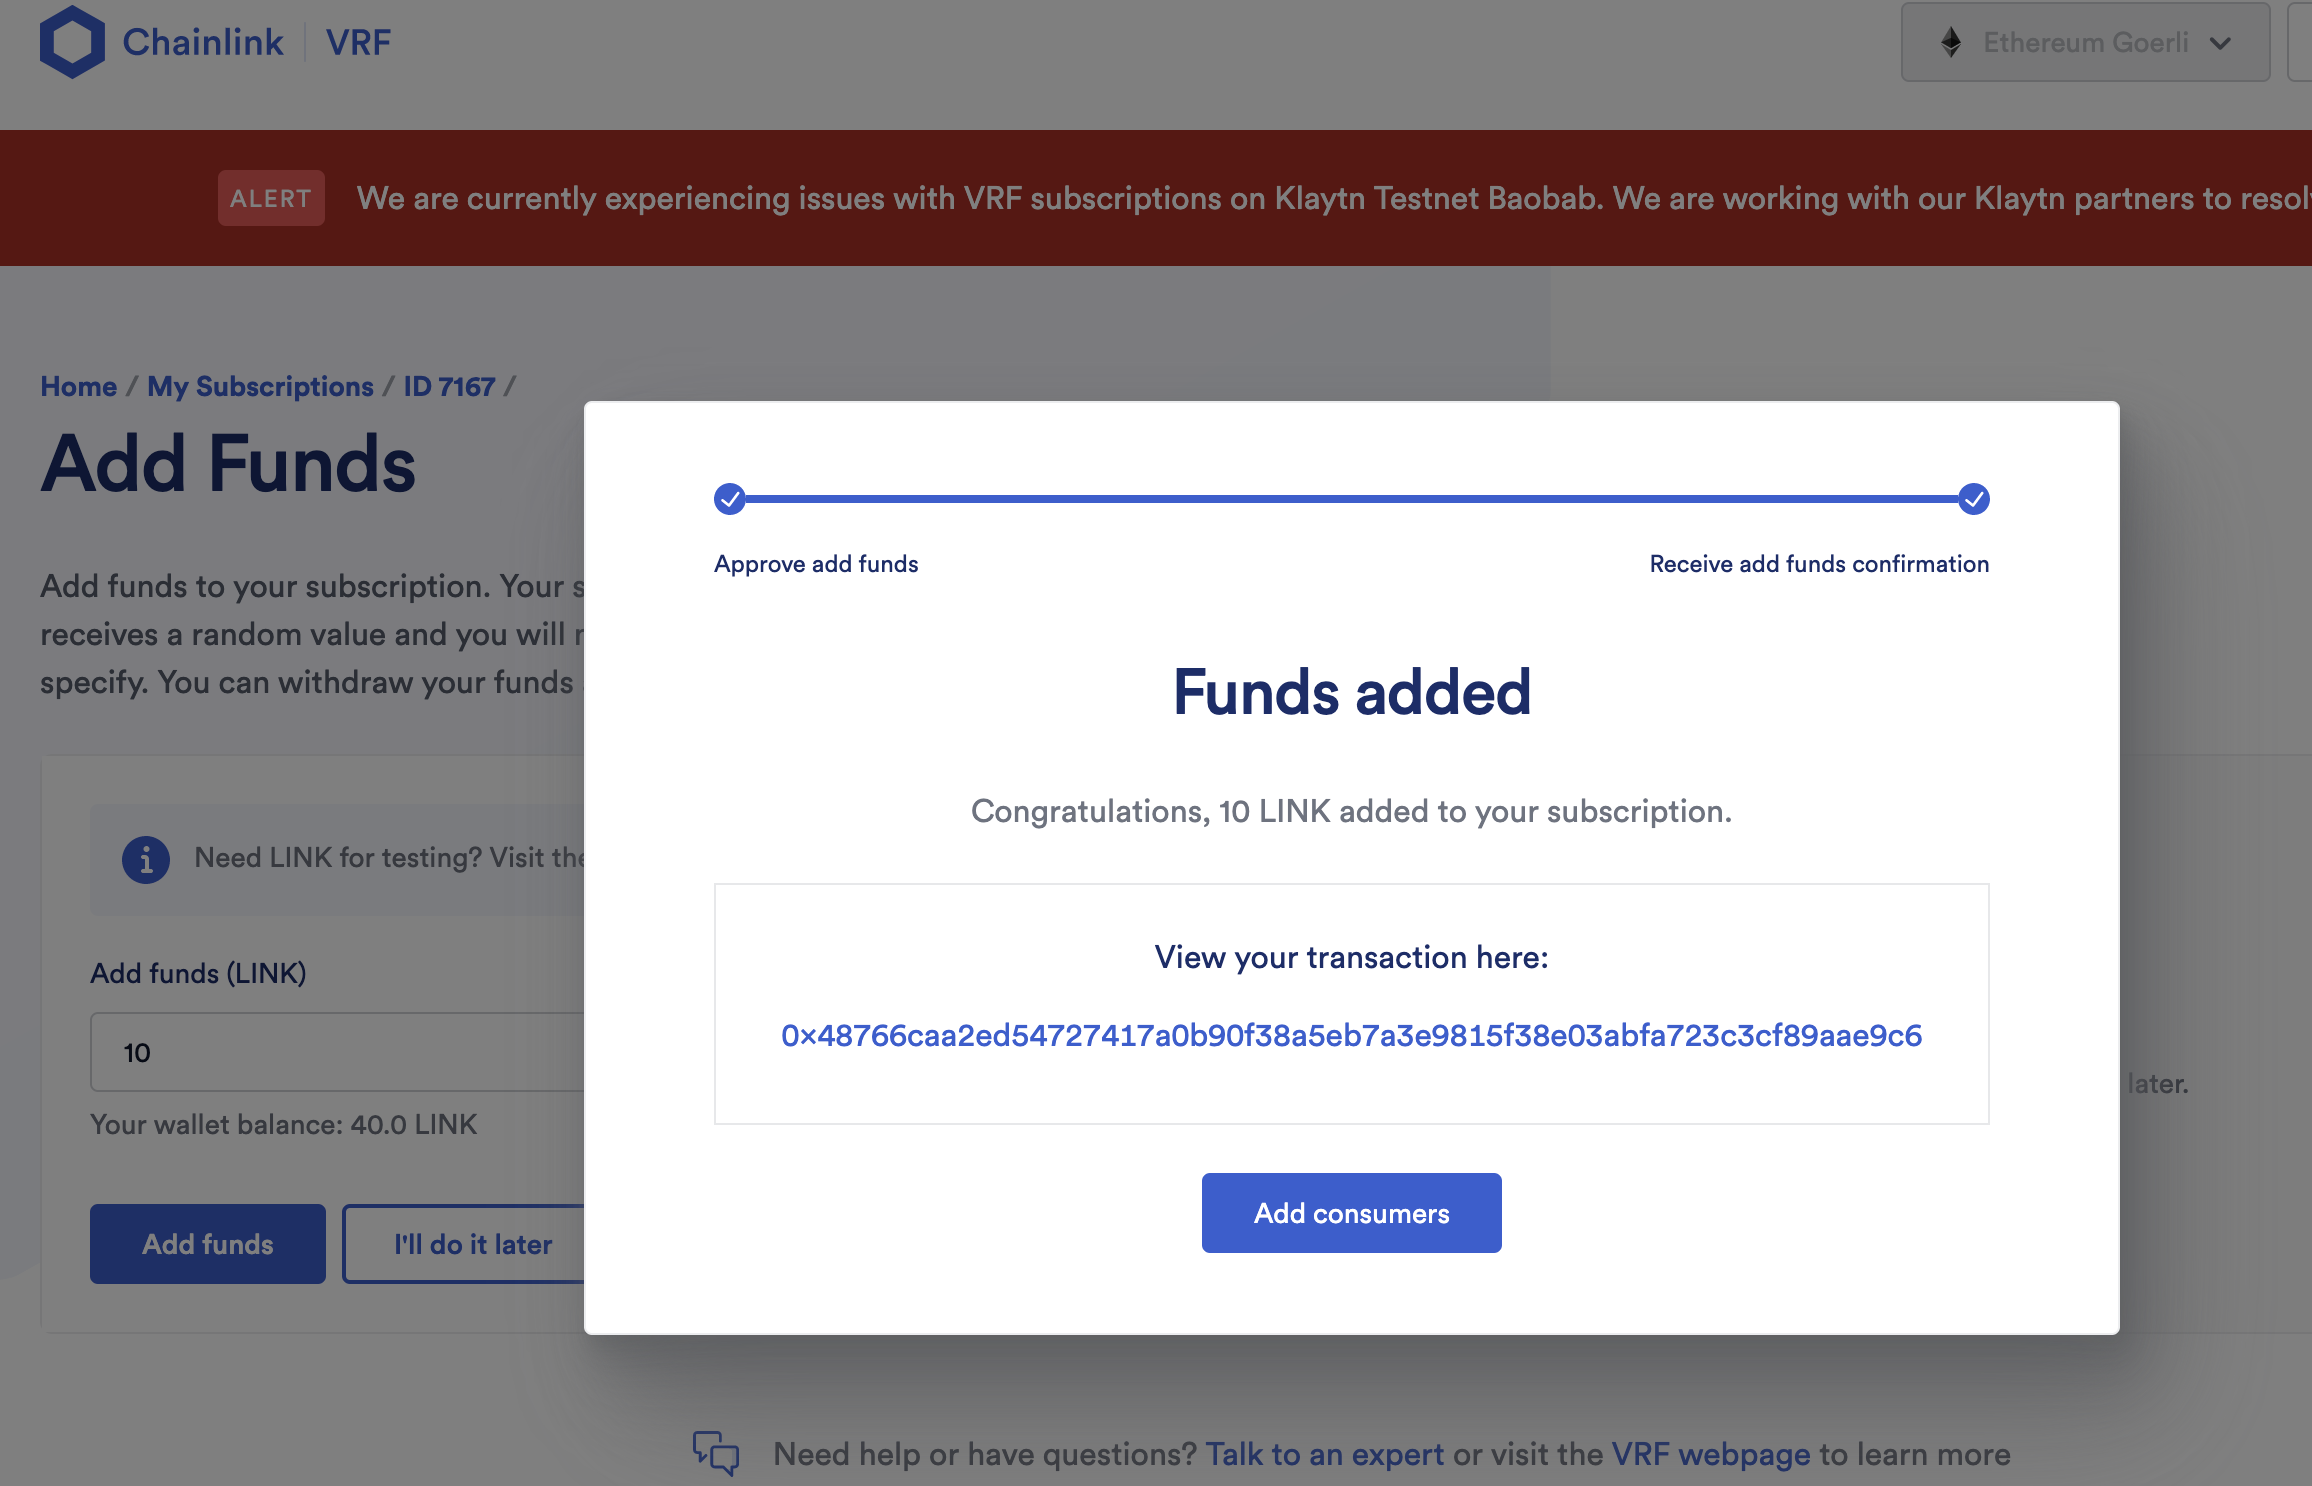 Chainlink VRF
Ethereum Goerli
ALERT We are currently experiencing issues with VRF subscriptions on Klaytn Testnet Baobab. We are working with our Klaytn partners to
Home / My Subscriptions / ID 7167 /
Add Funds
Add funds to your subscription. Your
receives a random value and you will
specify. You can withdraw your funds
Need LINK for testing? Visit the
Add funds (LINK)
10
Your wallet balance: 40.0 LINK
Add funds
I'll do it later
later.
Approve add funds
Receive add funds confirmation
Funds added
Congratulations, 10 LINK added to your subscription.
View your transaction here:
0x48766caa2ed54727417a0b90f38a5eb7a3e9815f38e03abfa723c3cf89aae9c6
Add consumers
Need help or have questions? Talk to an expert or visit the VRF webpage to learn more